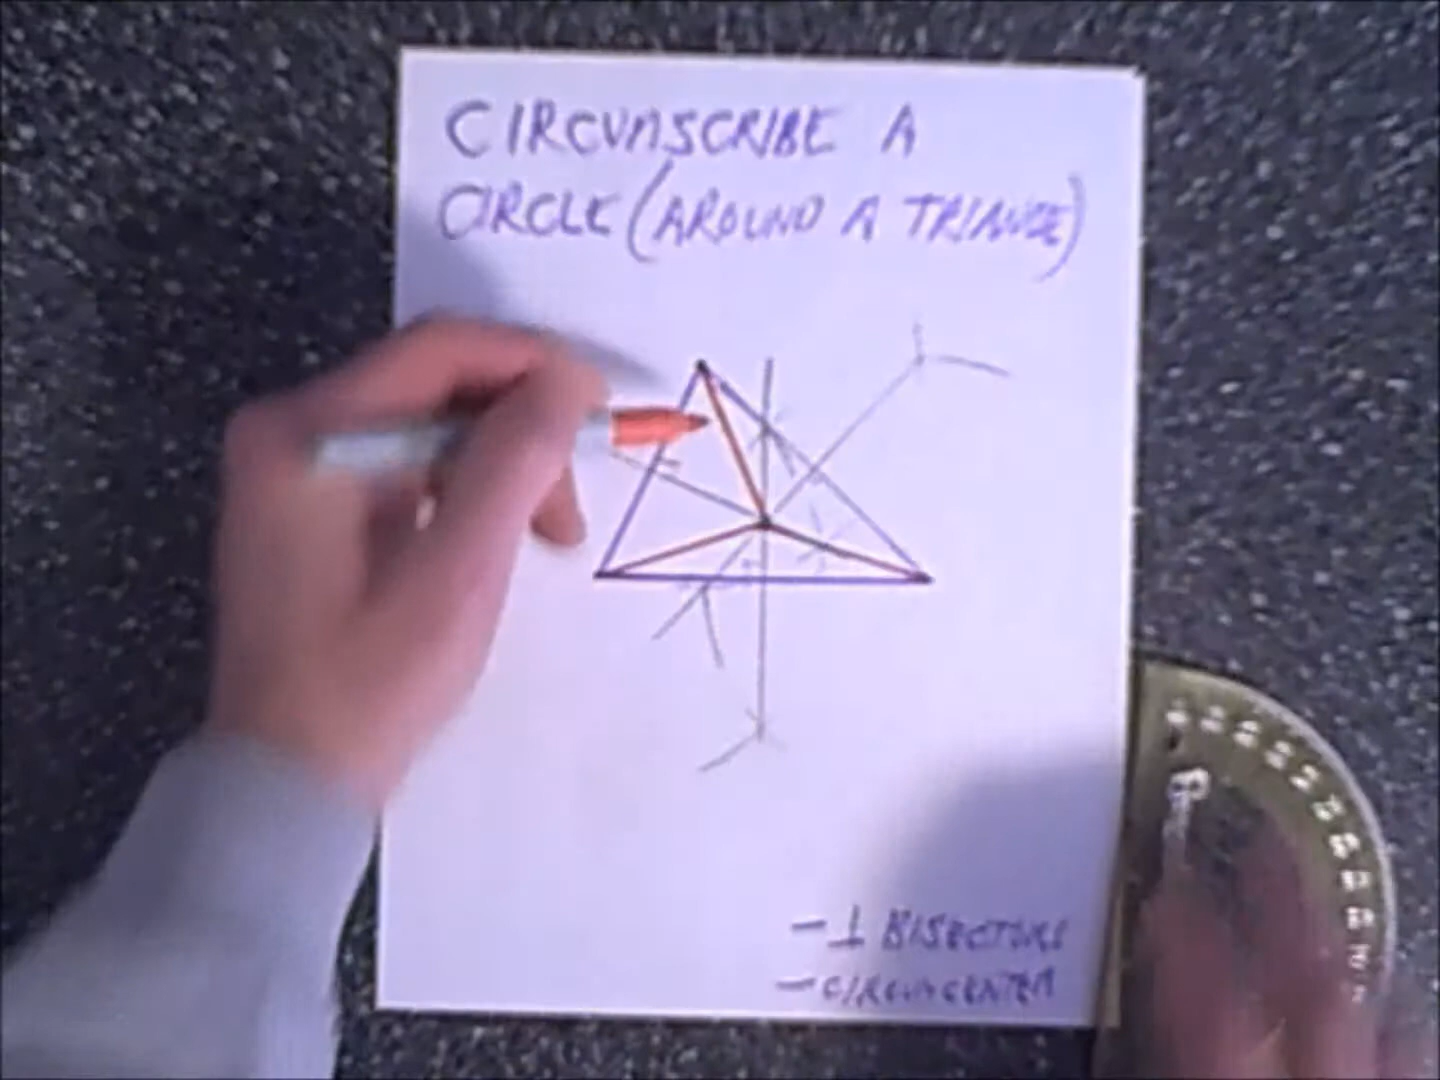 CIRCUMSCRIBE A
CIRCLE (AROUND A TRIANGLE)
- ⊥ BISECTORS
- CIRCUMCENTER